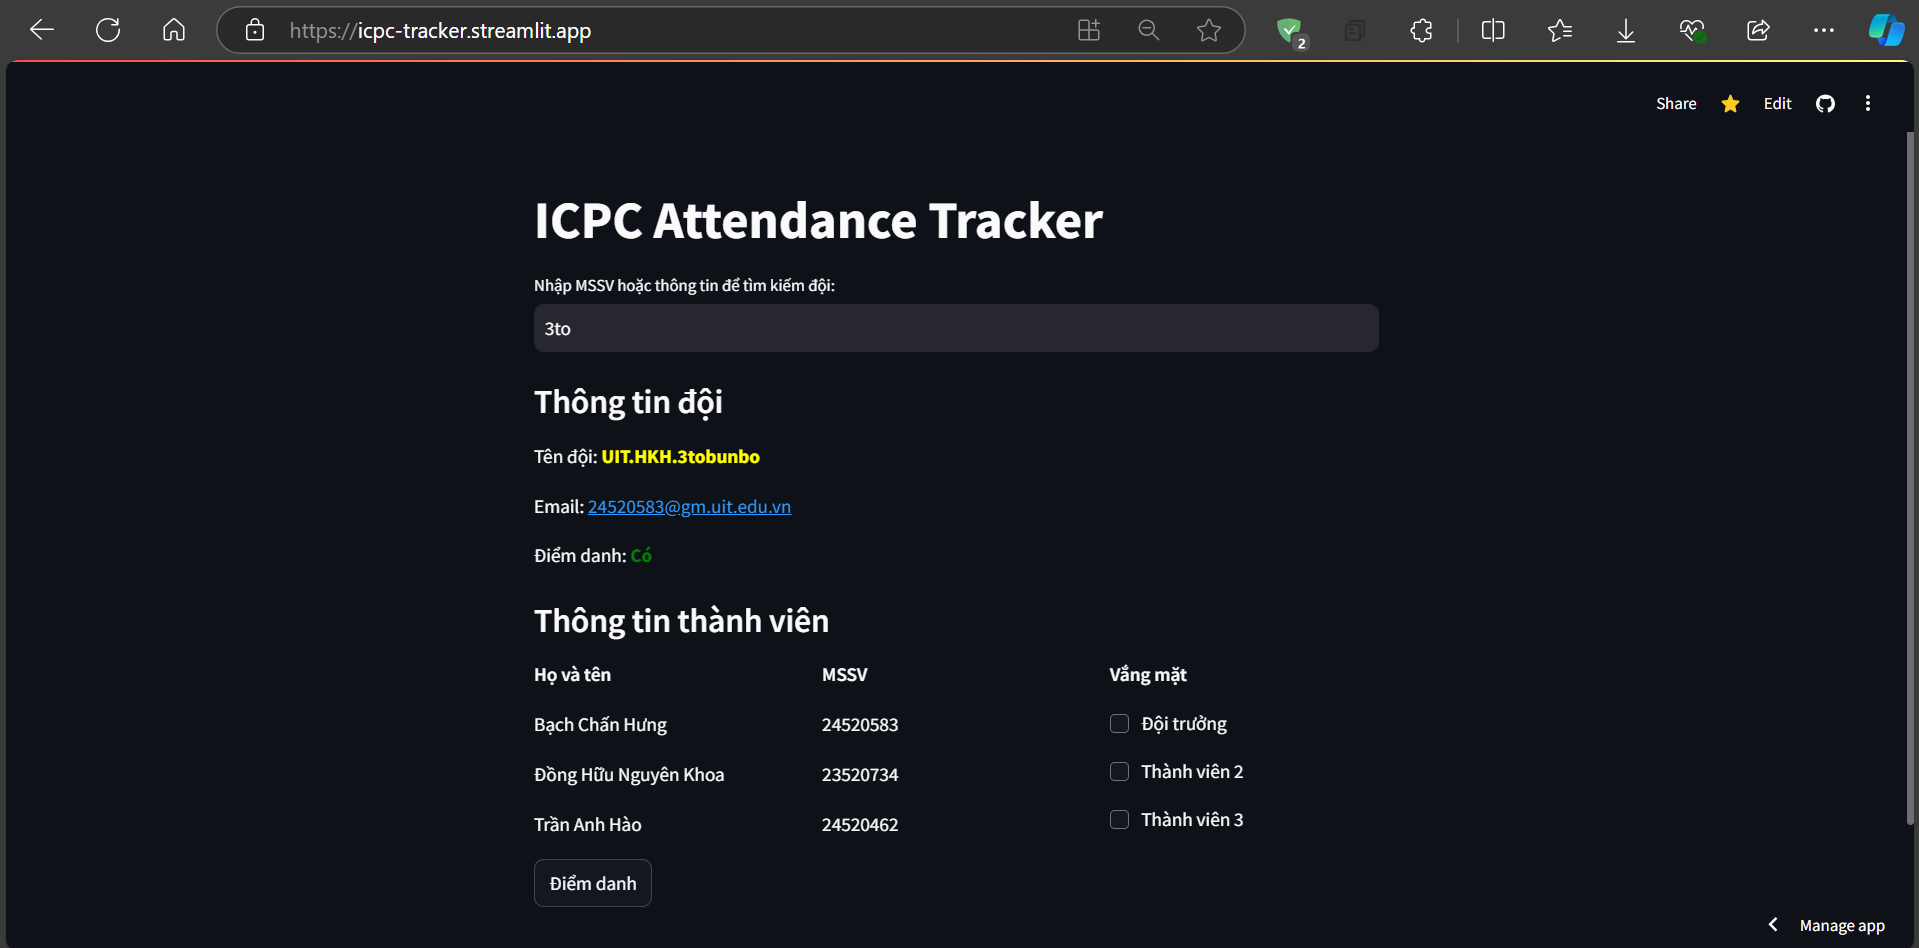 https://icpc-tracker.streamlit.app
2
Share Edit
ICPC Attendance Tracker
Nhập MSSV hoặc thông tin để tìm kiếm đội:
3to
Thông tin đội
Tên đội: UIT.HKH.3tobunbo
Email: 24520583@gm.uit.edu.vn
Điểm danh: Có
Thông tin thành viên
Họ và tên MSSV Vắng mặt
Bạch Chấn Hưng 24520583 Đội trưởng
Đồng Hữu Nguyên Khoa 23520734 Thành viên 2
Trần Anh Hào 24520462 Thành viên 3
Điểm danh
Manage app